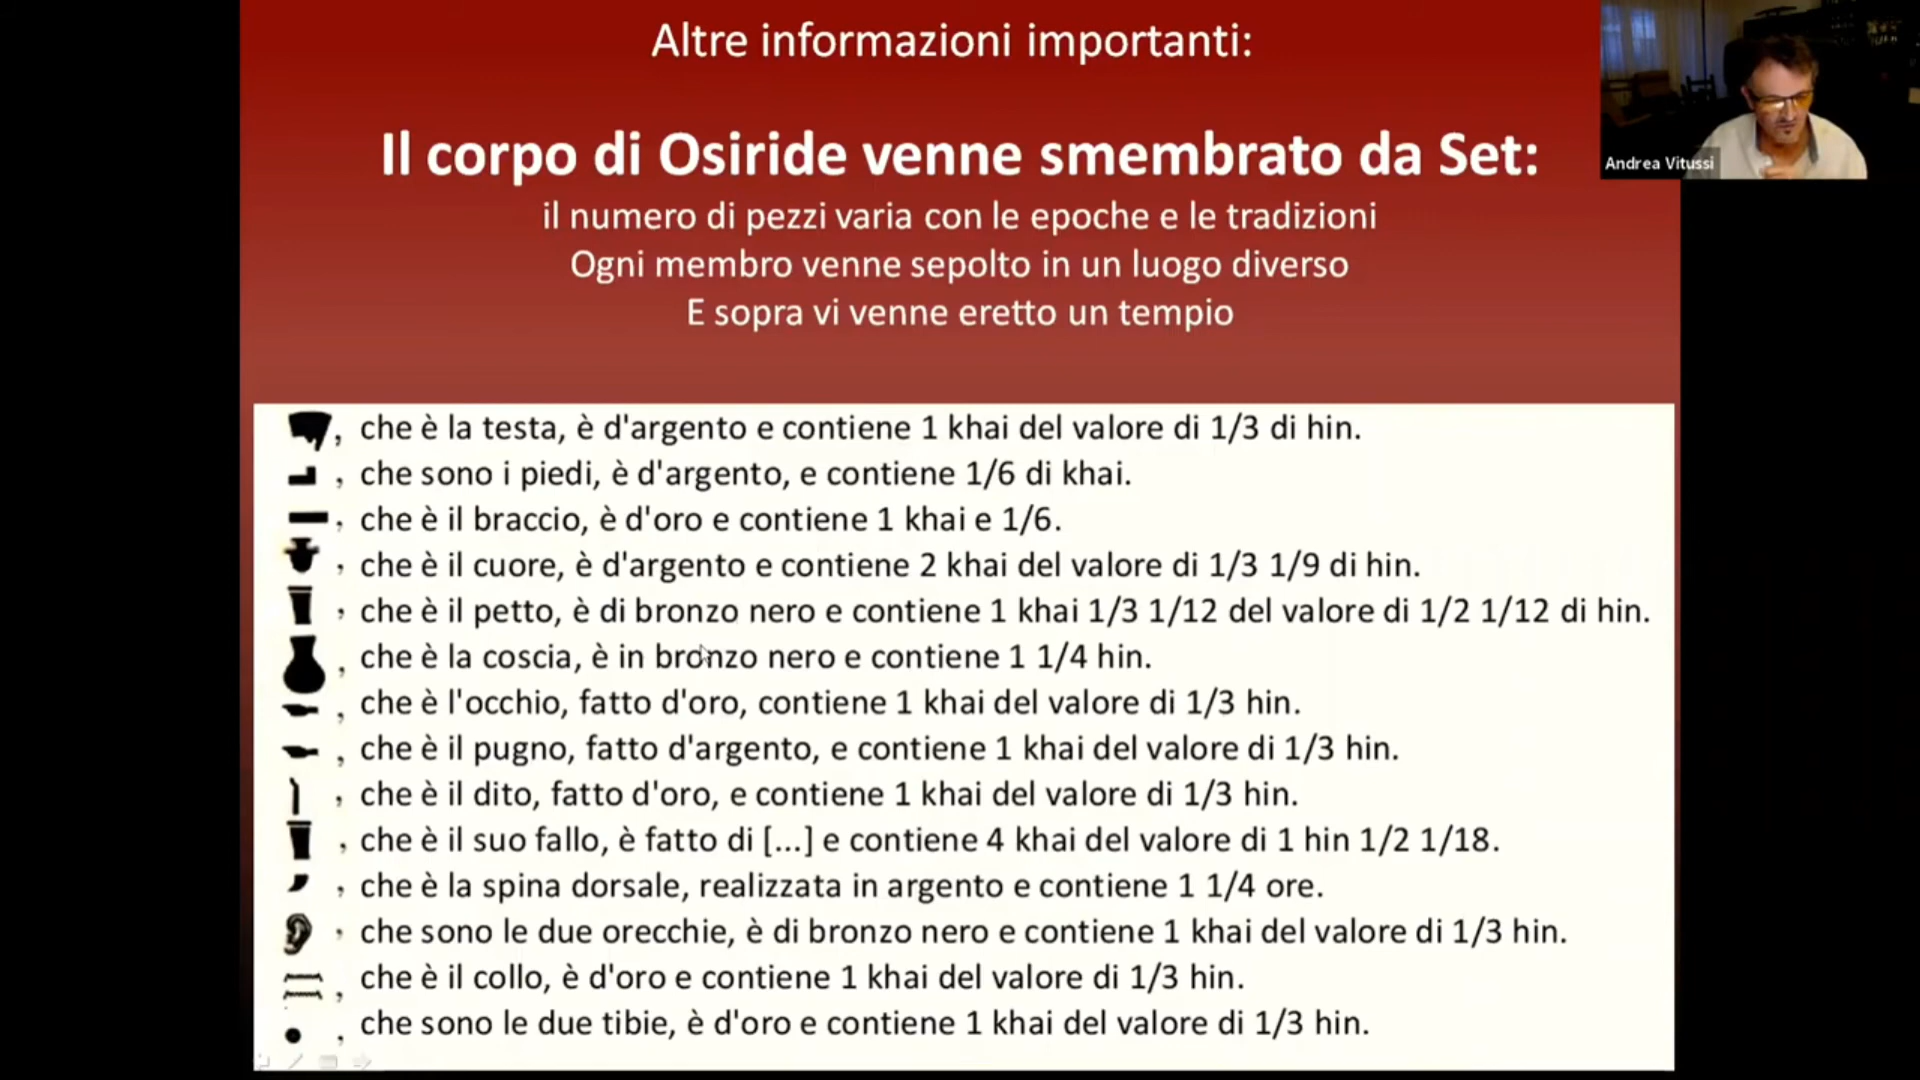 Altre informazioni importanti:
Il corpo di Osiride venne smembrato da Set:
Andrea Vitussi
il numero di pezzi varia con le epoche e le tradizioni
Ogni membro venne sepolto in un luogo diverso
E sopra vi venne eretto un tempio
, che è la testa, è d'argento e contiene 1 khai del valore di 1/3 di hin.
, che sono i piedi, è d'argento, e contiene 1/6 di khai.
, che è il braccio, è d'oro e contiene 1 khai e 1/6.
, che è il cuore, è d'argento e contiene 2 khai del valore di 1/3 1/9 di hin.
, che è il petto, è di bronzo nero e contiene 1 khai 1/3 1/12 del valore di 1/2 1/12 di hin.
, che è la coscia, è in bronzo nero e contiene 1 1/4 hin.
, che è l'occhio, fatto d'oro, contiene 1 khai del valore di 1/3 hin.
, che è il pugno, fatto d'argento, e contiene 1 khai del valore di 1/3 hin.
, che è il dito, fatto d'oro, e contiene 1 khai del valore di 1/3 hin.
, che è il suo fallo, è fatto di [...] e contiene 4 khai del valore di 1 hin 1/2 1/18.
, che è la spina dorsale, realizzata in argento e contiene 1 1/4 ore.
, che sono le due orecchie, è di bronzo nero e contiene 1 khai del valore di 1/3 hin.
, che è il collo, è d'oro e contiene 1 khai del valore di 1/3 hin.
, che sono le due tibie, è d'oro e contiene 1 khai del valore di 1/3 hin.